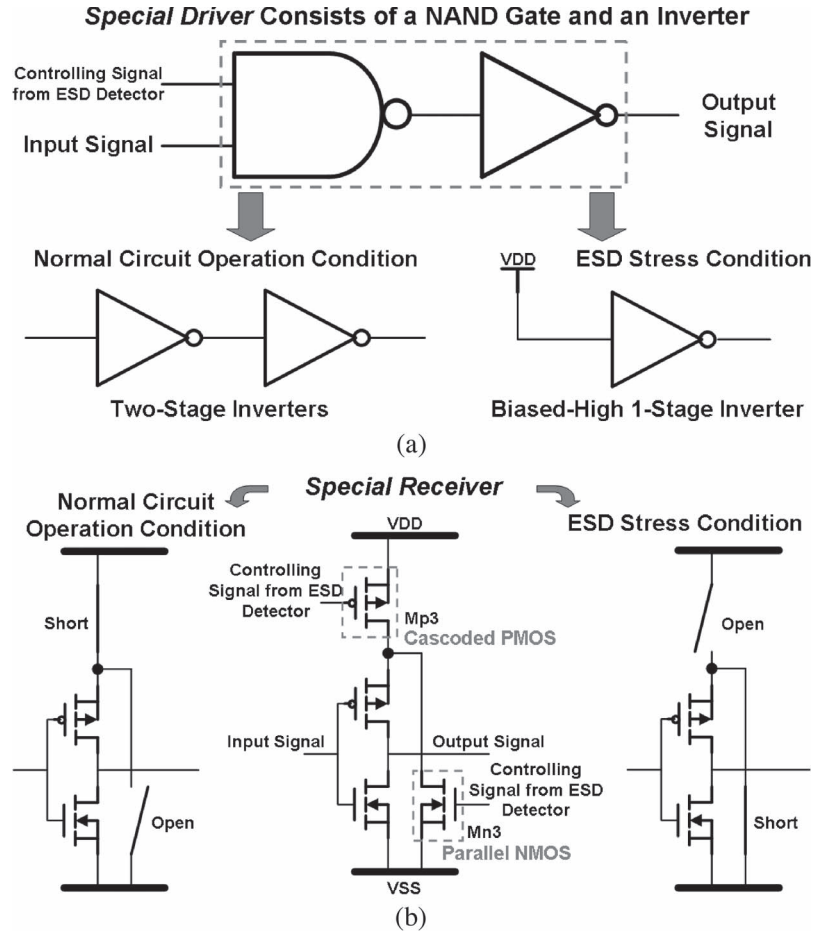 Special Driver Consists of a NAND Gate and an Inverter
Controlling Signal
from ESD Detector
Input Signal
Output
Signal
Normal Circuit Operation Condition
ESD Stress Condition
VDD
Two-Stage Inverters
Biased-High 1-Stage Inverter
(a)
Special Receiver
Normal Circuit
Operation Condition
ESD Stress Condition
VDD
Controlling
Signal from ESD
Detector
Mp3
Cascoded PMOS
Short
Open
Input Signal
Output Signal
Controlling
Signal from ESD
Detector
Open
Mn3
Parallel NMOS
Short
VSS
(b)